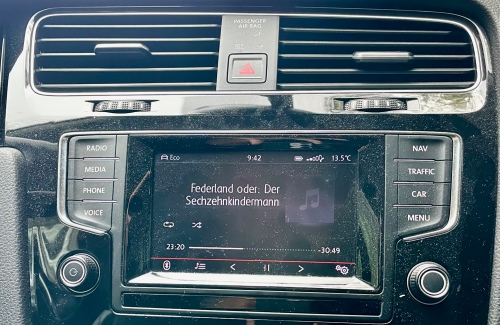 PASSENGER
AIR BAG
RADIO
MEDIA
PHONE
VOICE
Eco
9:42
13.5°C
Federland oder: Der
Sechzehnkindermann
23:20
-30:49
NAV
TRAFFIC
CAR
MENU